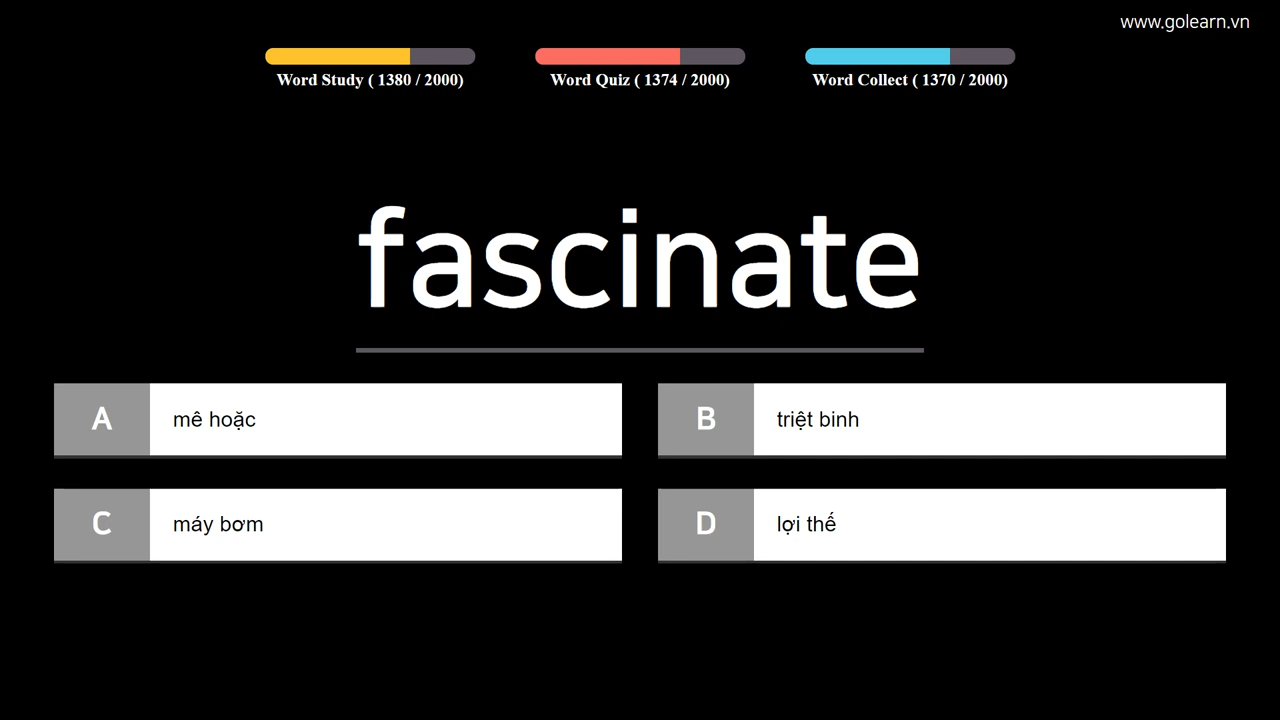 www.golearn.vn
Word Study ( 1380 / 2000)
Word Quiz ( 1374 / 2000)
Word Collect ( 1370 / 2000)
fascinate
A mê hoặc
B triệt binh
C máy bơm
D lợi thế